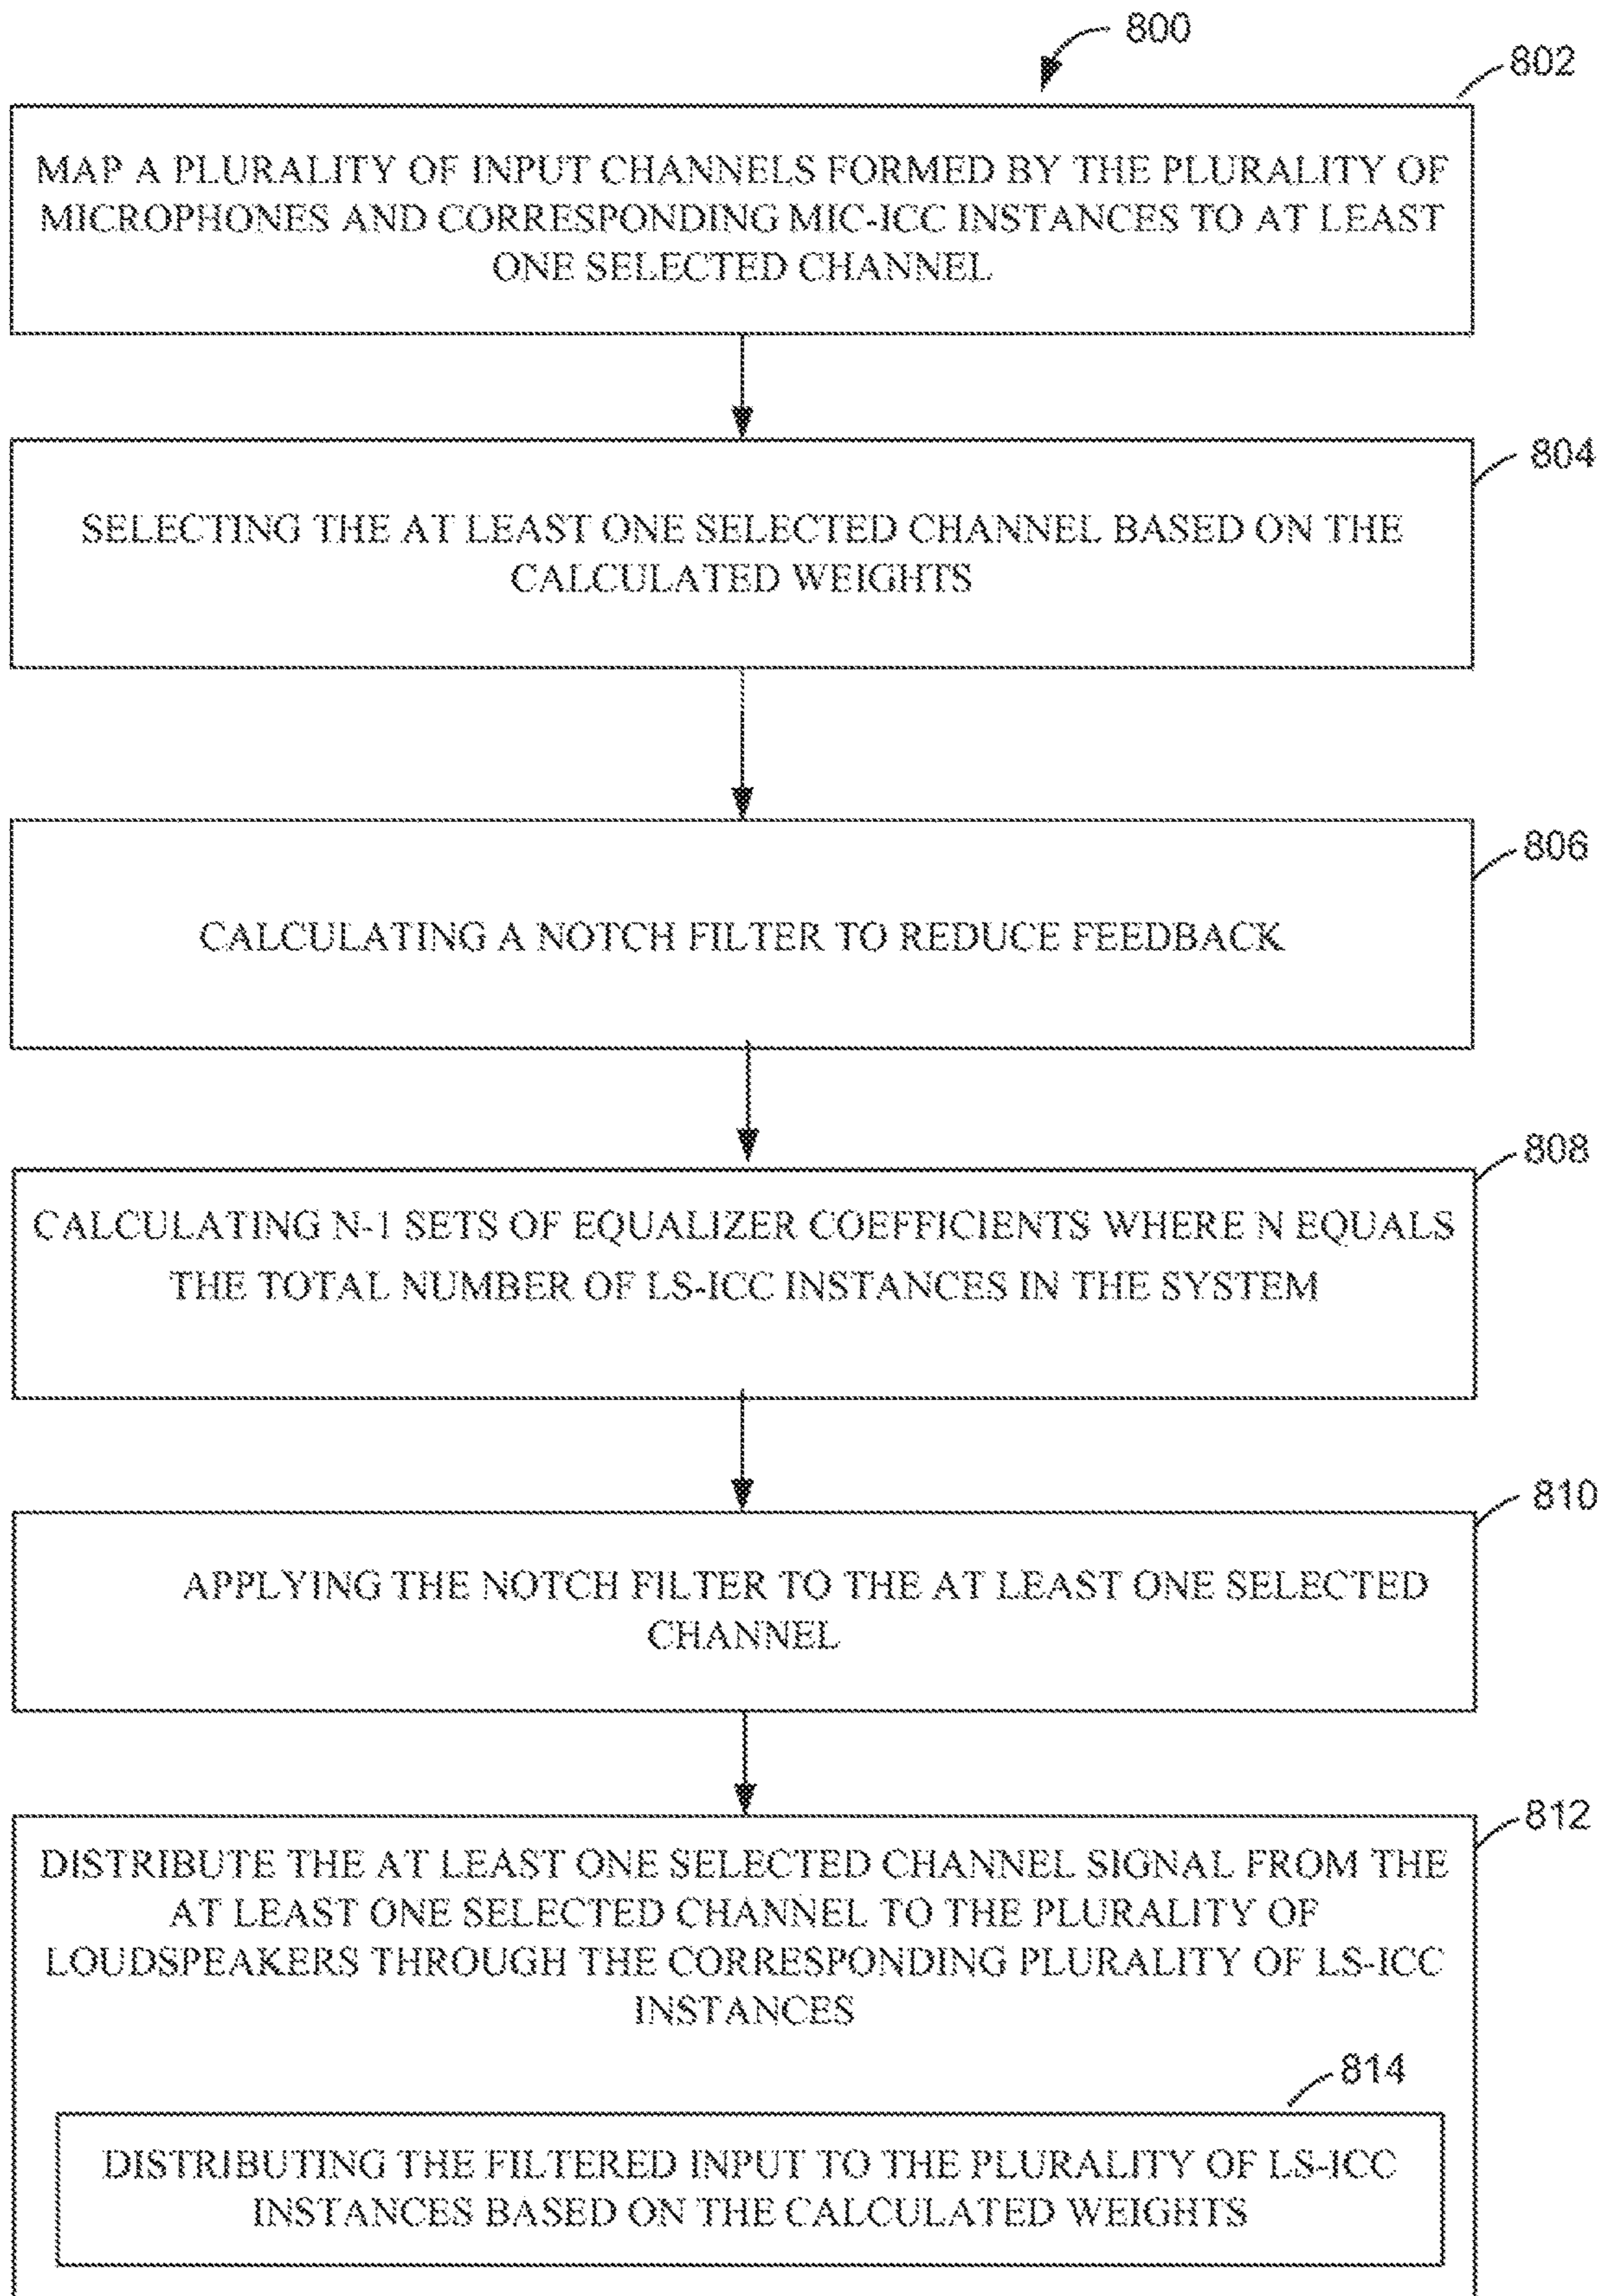 800
802
MAP A PLURALITY OF INPUT CHANNELS FORMED BY THE PLURALITY OF
MICROPHONES AND CORRESPONDING MIC-ICC INSTANCES TO AT LEAST
ONE SELECTED CHANNEL
804
SELECTING THE AT LEAST ONE SELECTED CHANNEL BASED ON THE
CALCULATED WEIGHTS
806
CALCULATING A NOTCH FILTER TO REDUCE FEEDBACK
808
CALCULATING N-1 SETS OF EQUALIZER COEFFICIENTS WHERE N EQUALS
THE TOTAL NUMBER OF LS-ICC INSTANCES IN THE SYSTEM
810
APPLYING THE NOTCH FILTER TO THE AT LEAST ONE SELECTED
CHANNEL
812
DISTRIBUTE THE AT LEAST ONE SELECTED CHANNEL SIGNAL FROM THE
AT LEAST ONE SELECTED CHANNEL TO THE PLURALITY OF
LOUDSPEAKERS THROUGH THE CORRESPONDING PLURALITY OF LS-ICC
INSTANCES
814
DISTRIBUTING THE FILTERED INPUT TO THE PLURALITY OF LS-ICC
INSTANCES BASED ON THE CALCULATED WEIGHTS